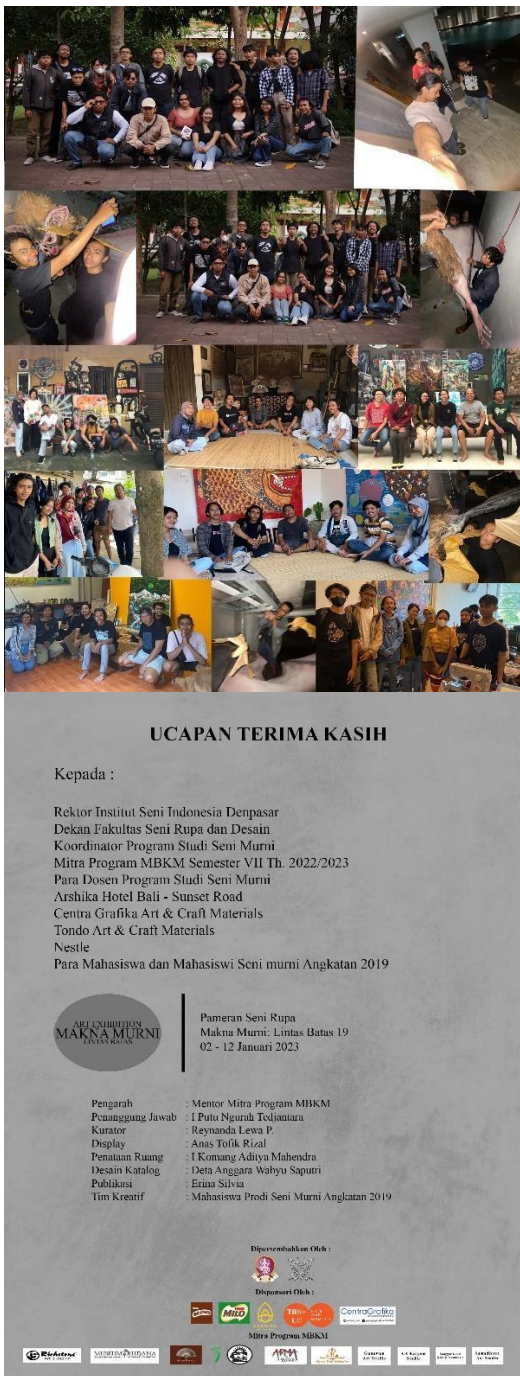 UCAPAN TERIMA KASIH
Kepada :
Rektor Institut Seni Indonesia Denpasar
Dekan Fakultas Seni Rupa dan Desain
Koordinator Program Studi Seni Murni
Mitra Program MBKM Semester VII Th. 2022/2023
Para Dosen Program Studi Seni Murni
Arshika Hotel Bali - Sunset Road
Centra Grafika Art & Craft Materials
Tondo Art & Craft Materials
Nestle
Para Mahasiswa dan Mahasiswi Seni murni Angkatan 2019
ART EXHIBITION
MAKNA MURNI
LINTAS BATAS
Pameran Seni Rupa
Makna Murni: Lintas Batas 19
02 - 12 Januari 2023
Pengarah : Mentor Mitra Program MBKM
Penanggung Jawab : I Putu Ngurah Tedjantara
Kurator : Reynanda Lewa P.
Display : Anas Tofik Rizal
Penataan Ruang : I Komang Aditya Mahendra
Desain Katalog : Deta Anggara Wahyu Saputri
Publikasi : Erina Silvia
Tim Kreatif : Mahasiswa Prodi Seni Murni Angkatan 2019
Dipersembahkan Oleh :
Disponsori Oleh :
MILO
CentraGrafika
Mitra Program MBKM
ARMA